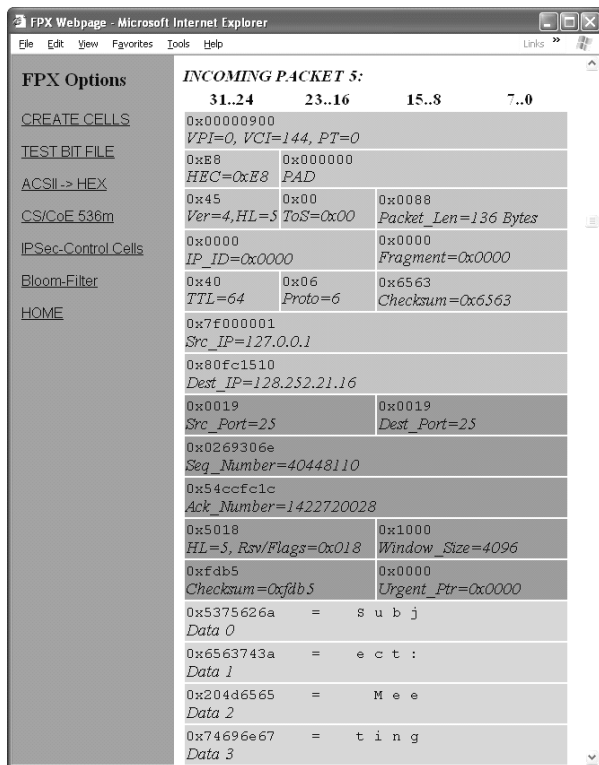 FPX Webpage - Microsoft Internet Explorer
File Edit View Favorites Tools Help Links »
FPX Options
CREATE CELLS
TEST BIT FILE
ACSII -> HEX
CS/CoE 536m
IPSec-Control Cells
Bloom-Filter
HOME
INCOMING PACKET 5:
31..24 23..16 15..8 7..0
0x00000900
VPI=0, VCI=144, PT=0
0xE8 0x000000
HEC=0xE8 PAD
0x45 0x00 0x0088
Ver=4,HL=5 ToS=0x00 Packet_Len=136 Bytes
0x0000 0x0000
IP_ID=0x0000 Fragment=0x0000
0x40 0x06 0x6563
TTL=64 Proto=6 Checksum=0x6563
0x7f000001
Src_IP=127.0.0.1
0x80fc1510
Dest_IP=128.252.21.16
0x0019 0x0019
Src_Port=25 Dest_Port=25
0x0269306e
Seq_Number=40448110
0x54ccfc1c
Ack_Number=1422720028
0x5018 0x1000
HL=5, Rsv/Flags=0x018 Window_Size=4096
0xfdb5 0x0000
Checksum=0xfdb5 Urgent_Ptr=0x0000
0x5375626a = S u b j
Data 0
0x6563743a = e c t :
Data 1
0x204d6565 = M e e
Data 2
0x74696e67 = t i n g
Data 3